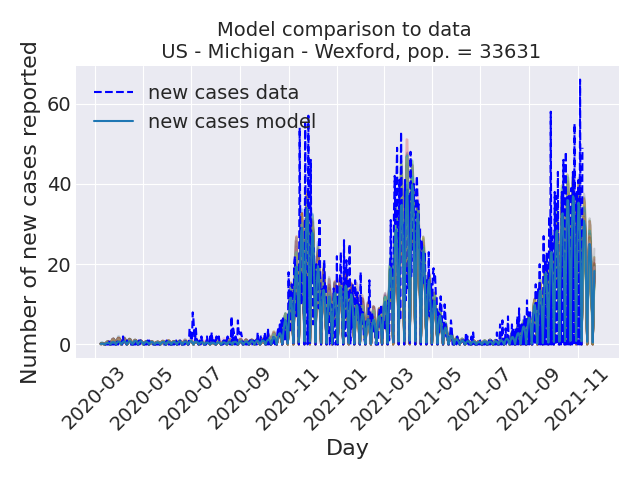 Model comparison to data
US - Michigan - Wexford, pop. = 33631
Number of new cases reported
60
40
20
0
new cases data
new cases model
2020-03
2020-05
2020-07
2020-09
2020-11
2021-01
2021-03
2021-05
2021-07
2021-09
2021-11
Day